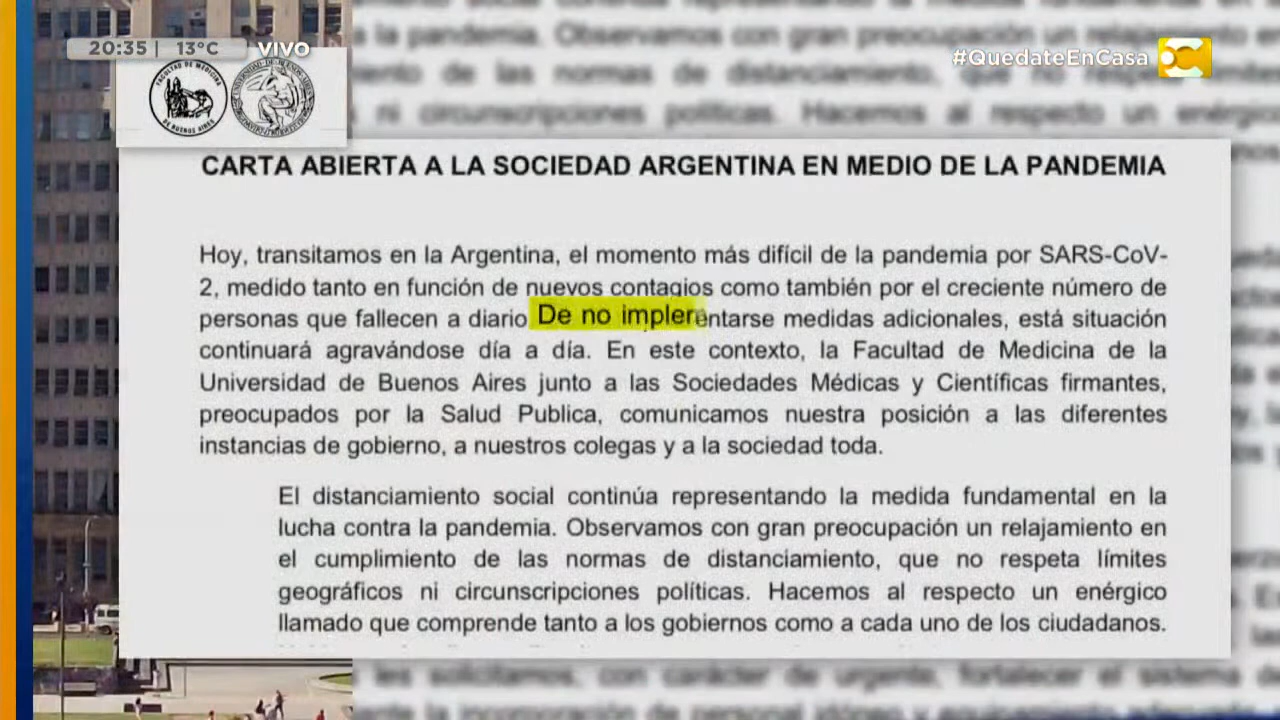 20:35 | 13°C VIVO
#QuedateEnCasa
FACULTAD DE MEDICINA
DE BUENOS AIRES
CARTA ABIERTA A LA SOCIEDAD ARGENTINA EN MEDIO DE LA PANDEMIA
Hoy, transitamos en la Argentina, el momento más difícil de la pandemia por SARS-CoV-
2, medido tanto en función de nuevos contagios como también por el creciente número de
personas que fallecen a diario De no implementarse medidas adicionales, está situación
continuará agravándose día a día. En este contexto, la Facultad de Medicina de la
Universidad de Buenos Aires junto a las Sociedades Médicas y Científicas firmantes,
preocupados por la Salud Publica, comunicamos nuestra posición a las diferentes
instancias de gobierno, a nuestros colegas y a la sociedad toda.
El distanciamiento social continúa representando la medida fundamental en la
lucha contra la pandemia. Observamos con gran preocupación un relajamiento en
el cumplimiento de las normas de distanciamiento, que no respeta límites
geográficos ni circunscripciones políticas. Hacemos al respecto un enérgico
llamado que comprende tanto a los gobiernos como a cada uno de los ciudadanos.